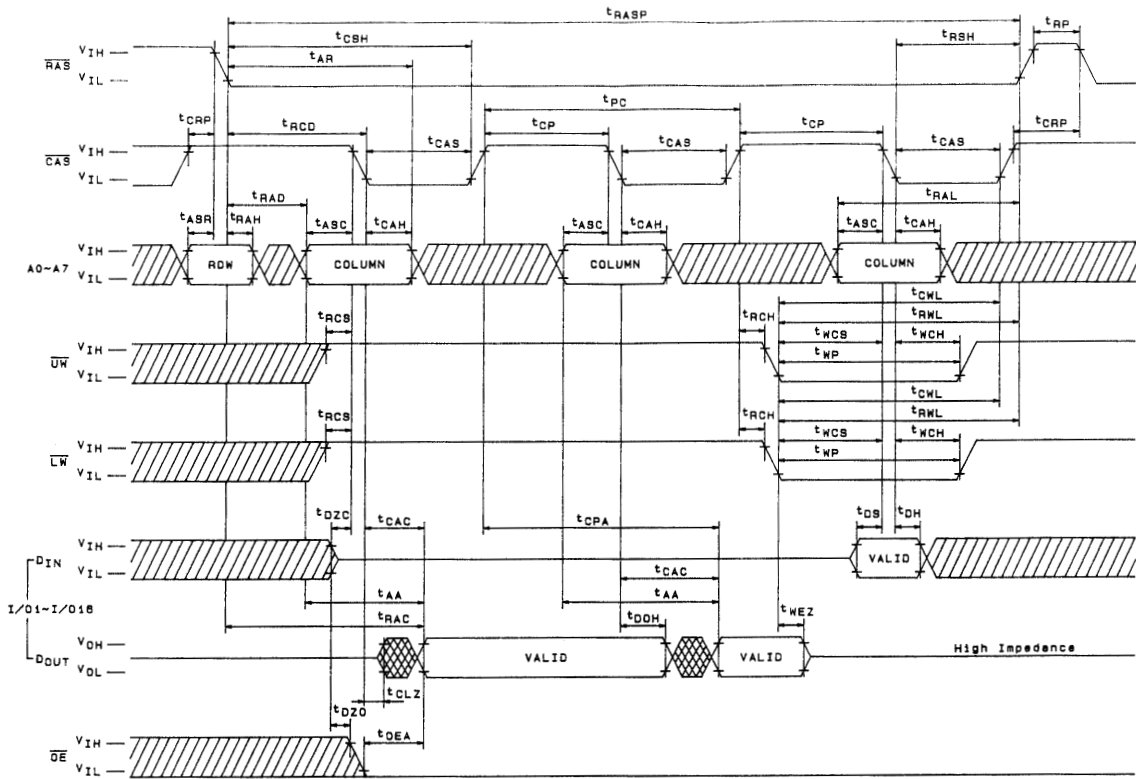 tRASP
tCSH tRSH tRP
tAR
RAS VIH
VIL
tPC
tCRP tRCD tCAS tCP tCAS tCP tCAS tCRP
CAS VIH
VIL
tRAD tRAL
tASR tRAH tASC tCAH tASC tCAH tASC tCAH
A0~A7 VIH
VIL
ROW COLUMN COLUMN COLUMN
tCWL
tRWL
tRCS tRCH tWCS tWCH
tWP
UW VIH
VIL
tCWL
tRWL
tRCS tRCH tWCS tWCH
tWP
LW VIH
VIL
tDZC tCAC tCPA tDS tDH
DIN VIH
VIL
VALID
tCAC
I/O1~I/O16
tAA tAA
tRAC tDOH tWEZ
DOUT VOH
VOL
VALID VALID High Impedance
tCLZ
tDZO
tOEA
OE VIH
VIL